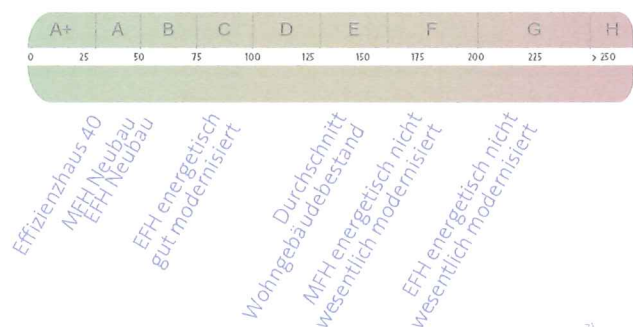 A+ A B C D E F G H
0 25 50 75 100 125 150 175 200 225 > 250
Effizienzhaus 40
MFH Neubau
EFH Neubau
EFH energetisch
gut modernisiert
Durchschnitt
Wohngebäudebestand
MFH energetisch nicht
wesentlich modernisiert
EFH energetisch nicht
wesentlich modernisiert